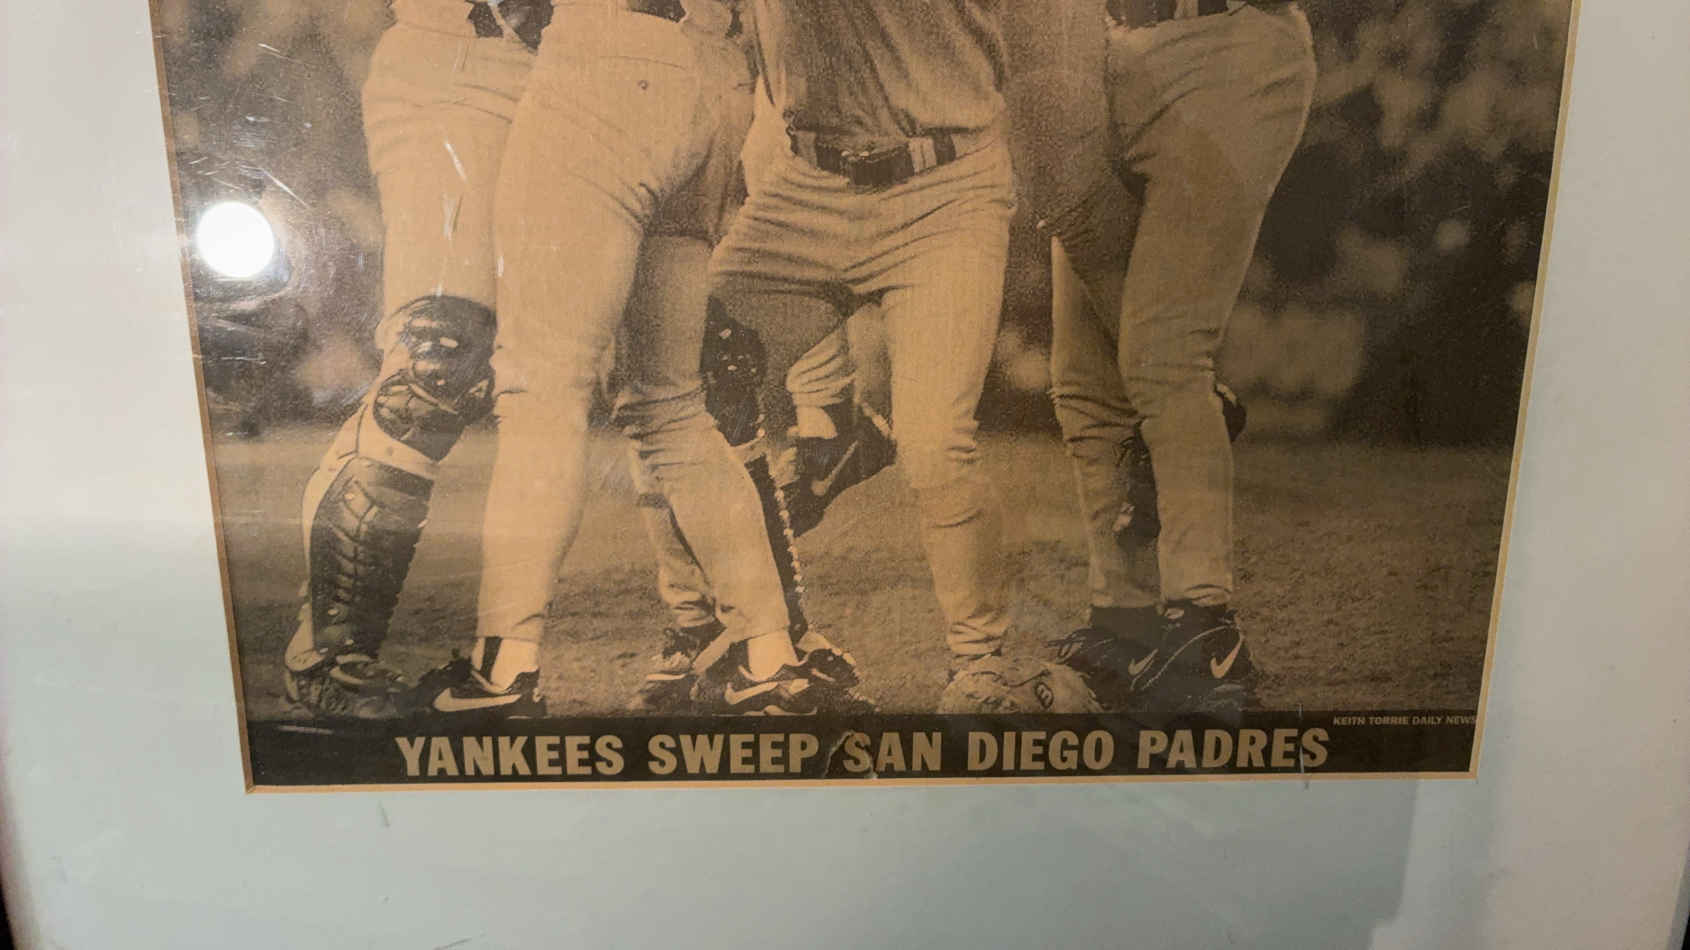 KEITH TORRIE DAILY NEWS
YANKEES SWEEP SAN DIEGO PADRES